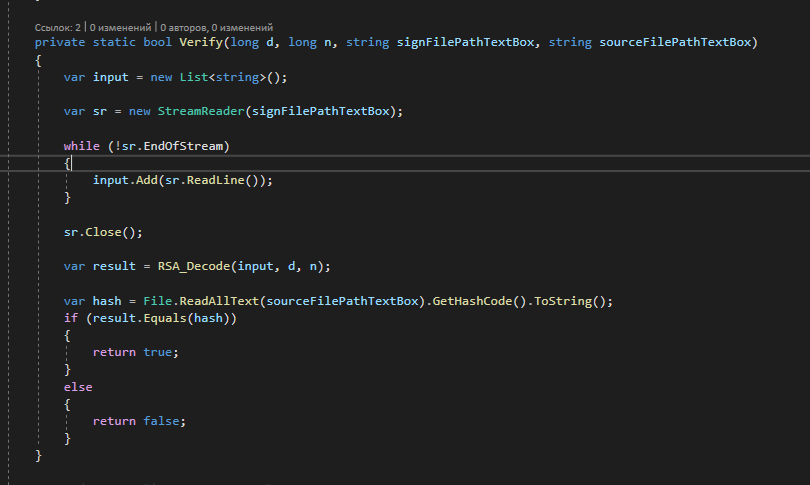 Ссылок: 2 | 0 изменений | 0 авторов, 0 изменений
private static bool Verify(long d, long n, string signFilePathTextBox, string sourceFilePathTextBox)
{
var input = new List<string>();
var sr = new StreamReader(signFilePathTextBox);
while (!sr.EndOfStream)
{
input.Add(sr.ReadLine());
}
sr.Close();
var result = RSA_Decode(input, d, n);
var hash = File.ReadAllText(sourceFilePathTextBox).GetHashCode().ToString();
if (result.Equals(hash))
{
return true;
}
else
{
return false;
}
}